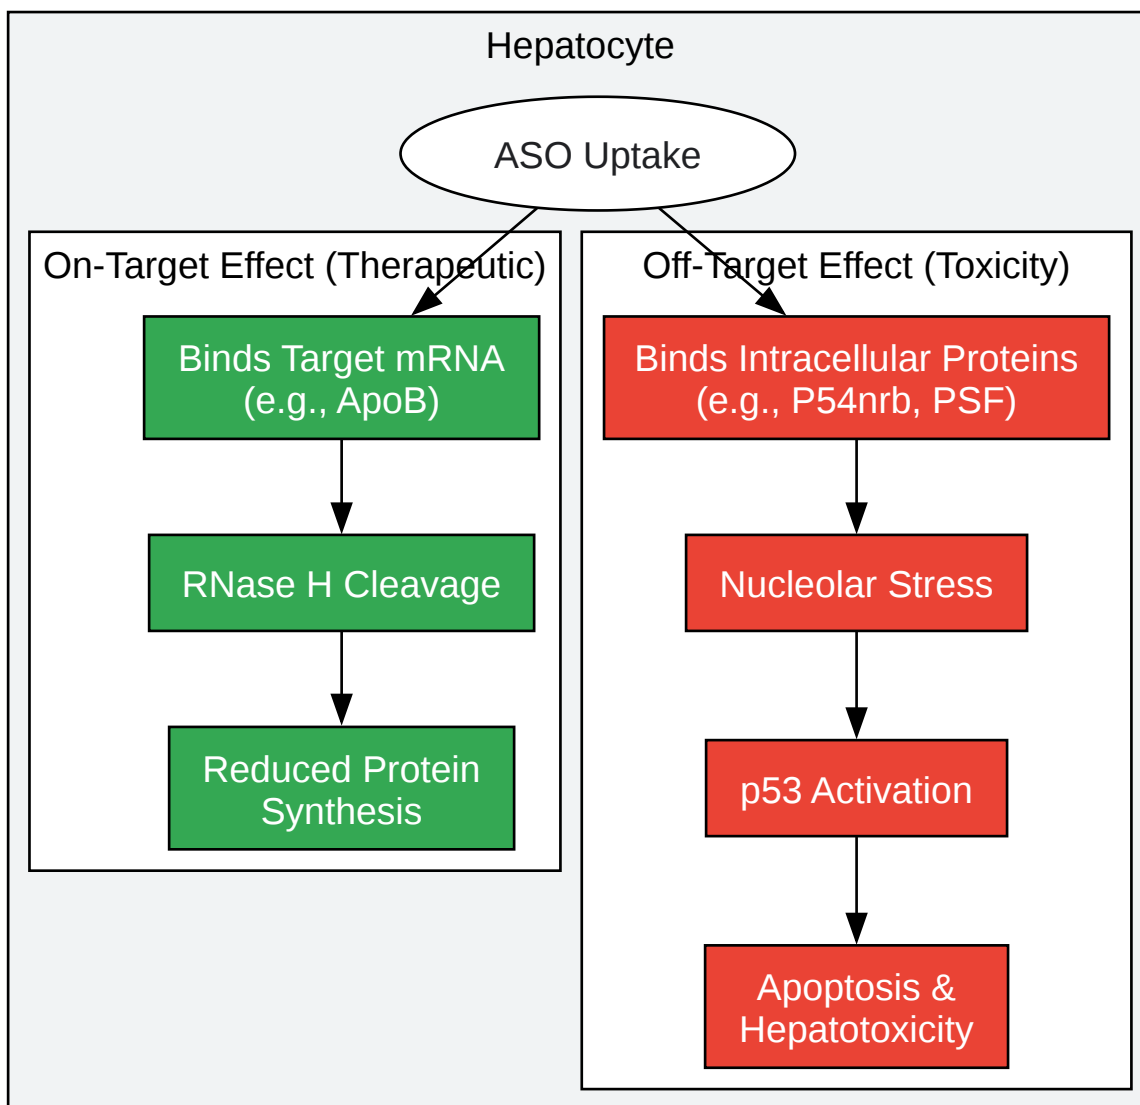 Hepatocyte
ASO Uptake
On-Target Effect (Therapeutic)
Binds Target mRNA
(e.g., ApoB)
RNase H Cleavage
Reduced Protein
Synthesis
Off-Target Effect (Toxicity)
Binds Intracellular Proteins
(e.g., P54nrb, PSF)
Nucleolar Stress
p53 Activation
Apoptosis &
Hepatotoxicity